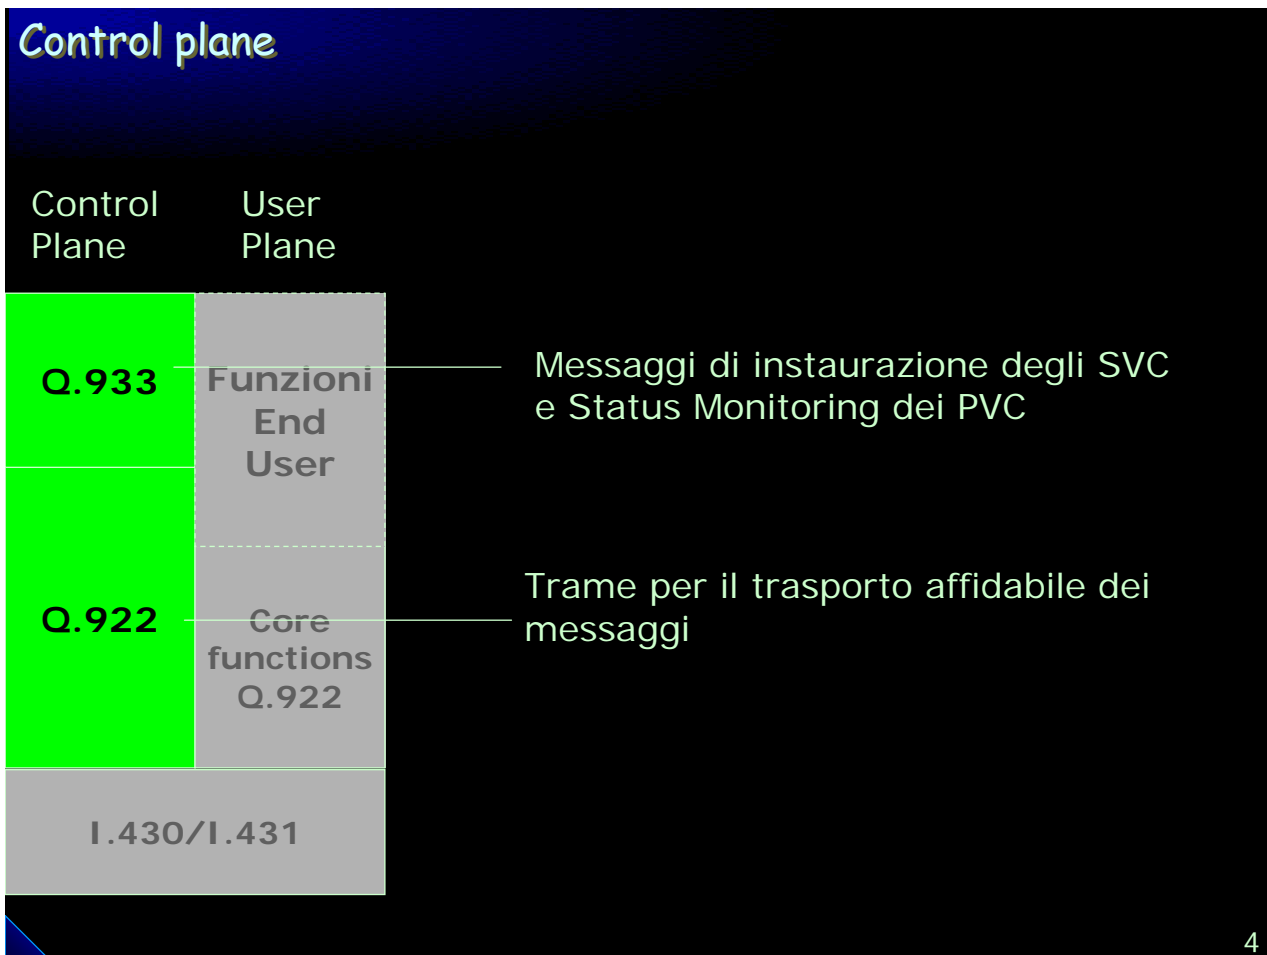 Control plane
Control
Plane
User
Plane
Q.933
Funzioni
End
User
Messaggi di instaurazione degli SVC
e Status Monitoring dei PVC
Q.922
Core
functions
Q.922
Trame per il trasporto affidabile dei
messaggi
I.430/I.431
4